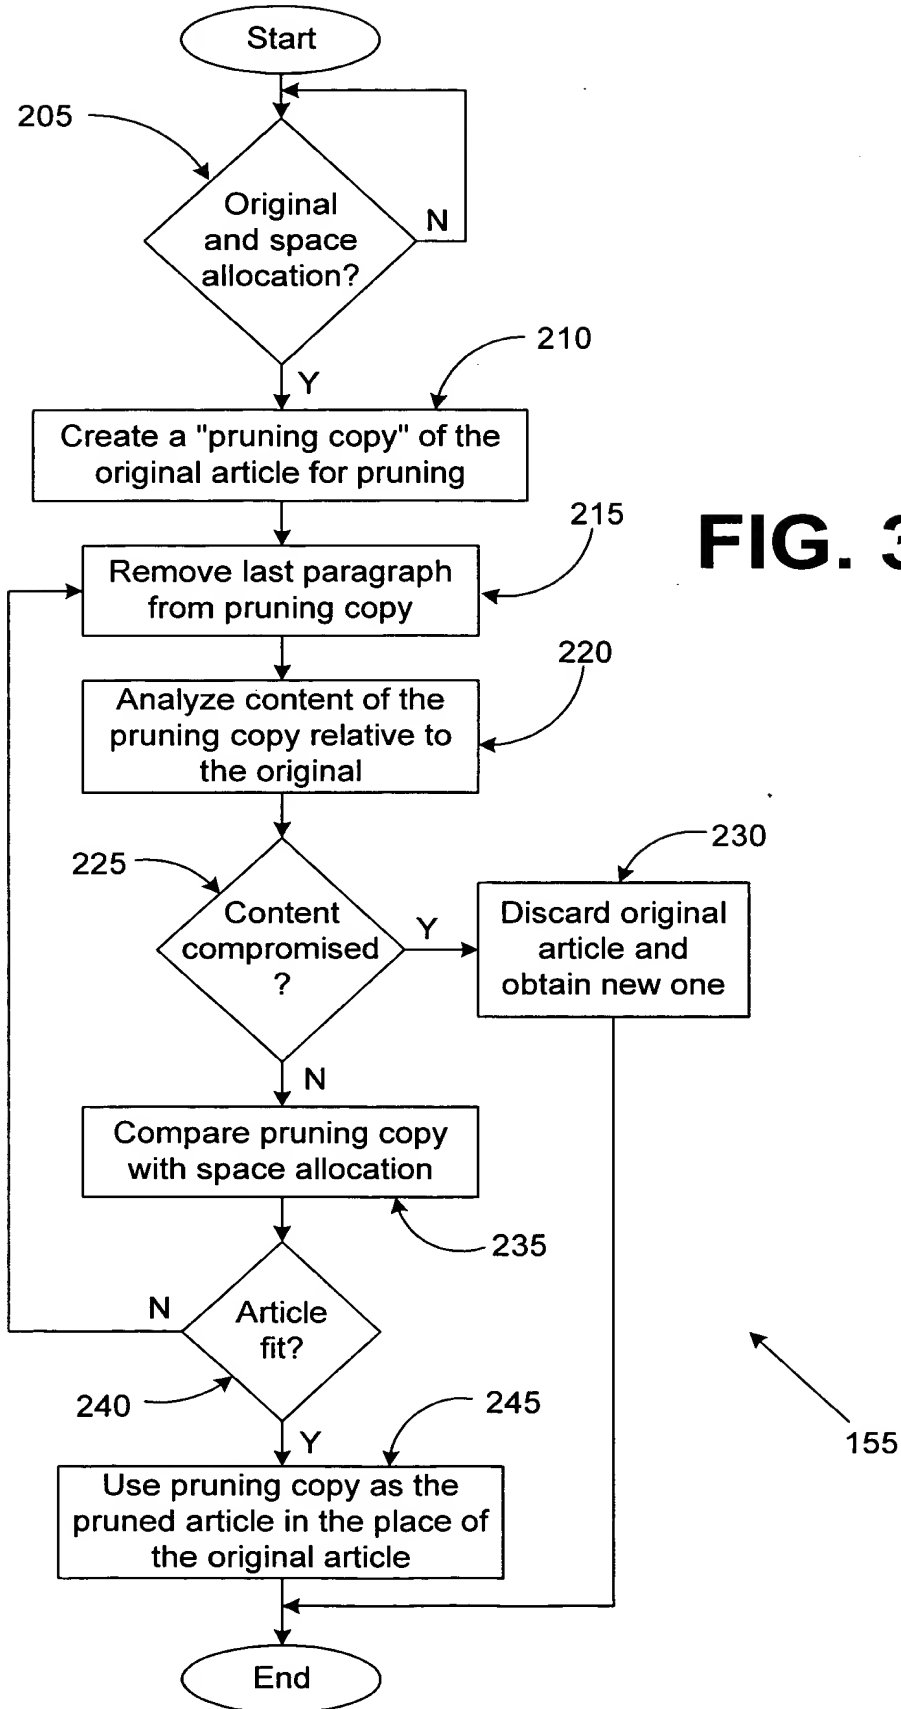 Start
205
Original
and space
allocation?
N
210
Y
Create a "pruning copy" of the
original article for pruning
215
FIG. 3
Remove last paragraph
from pruning copy
220
Analyze content of the
pruning copy relative to
the original
230
225
Content
compromised
?
Y
Discard original
article and
obtain new one
N
Compare pruning copy
with space allocation
235
N
Article
fit?
240
245
Y
155
Use pruning copy as the
pruned article in the place of
the original article
End